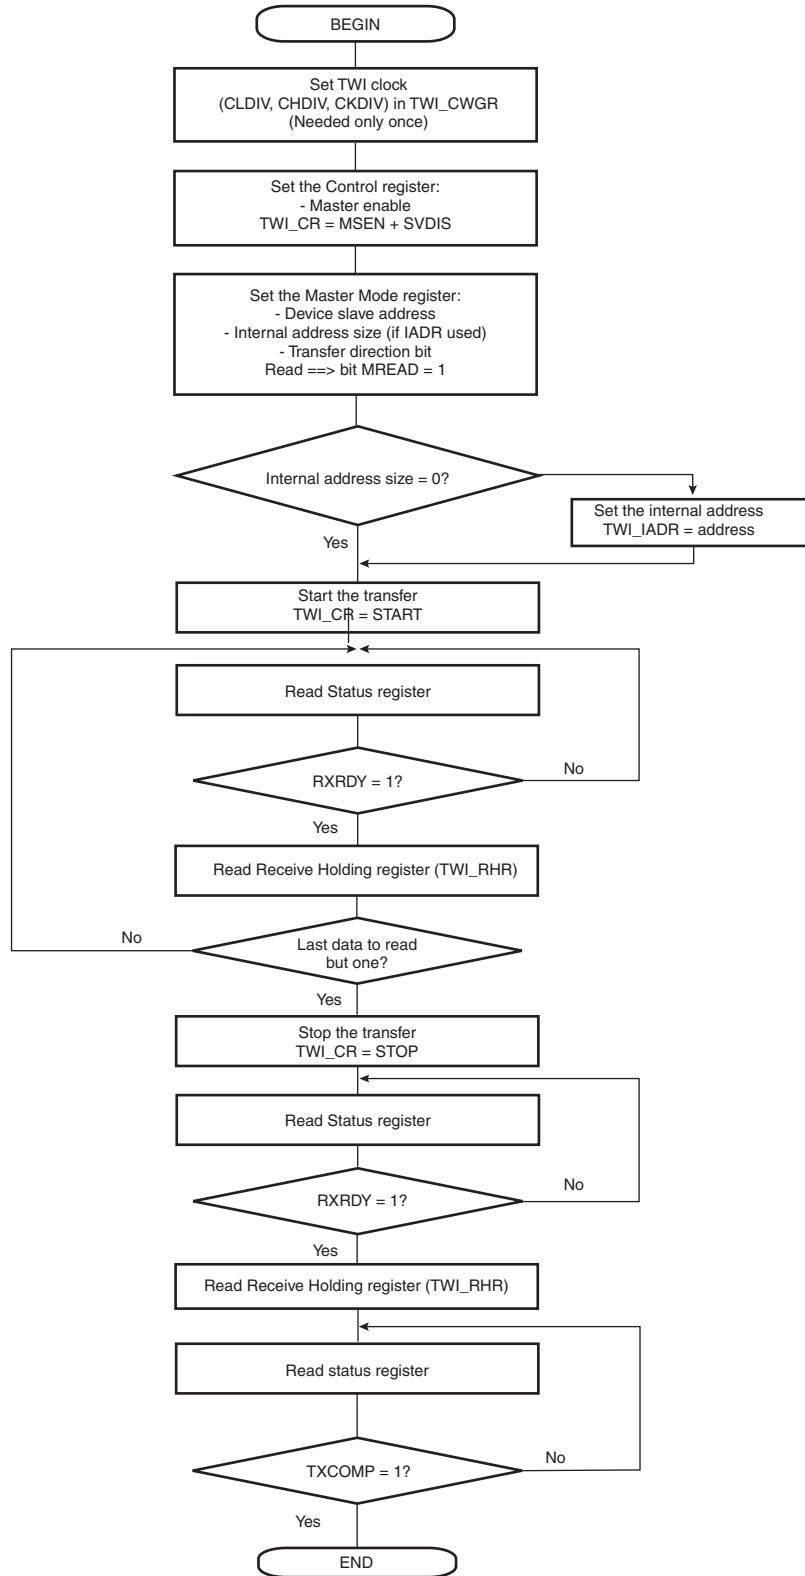 BEGIN
Set TWI clock
(CLDIV, CHDIV, CKDIV) in TWI_CWGR
(Needed only once)
Set the Control register:
- Master enable
TWI_CR = MSEN + SVDIS
Set the Master Mode register:
- Device slave address
- Internal address size (if IADR used)
- Transfer direction bit
Read ==> bit MREAD = 1
Internal address size = 0?
Set the internal address
TWI_IADR = address
Yes
Start the transfer
TWI_CR = START
Read Status register
RXRDY = 1?
No
Yes
Read Receive Holding register (TWI_RHR)
No
Last data to read
but one?
Yes
Stop the transfer
TWI_CR = STOP
Read Status register
RXRDY = 1?
No
Yes
Read Receive Holding register (TWI_RHR)
Read status register
TXCOMP = 1?
No
Yes
END